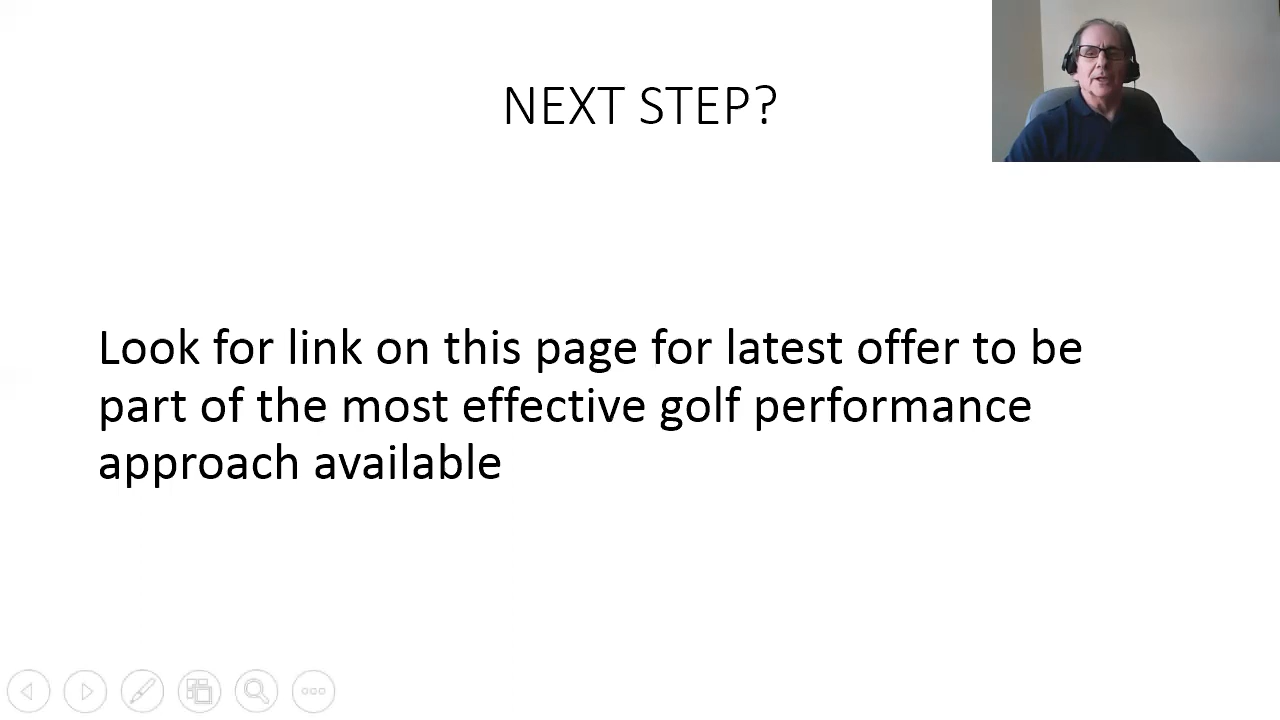 NEXT STEP?
Look for link on this page for latest offer to be
part of the most effective golf performance
approach available